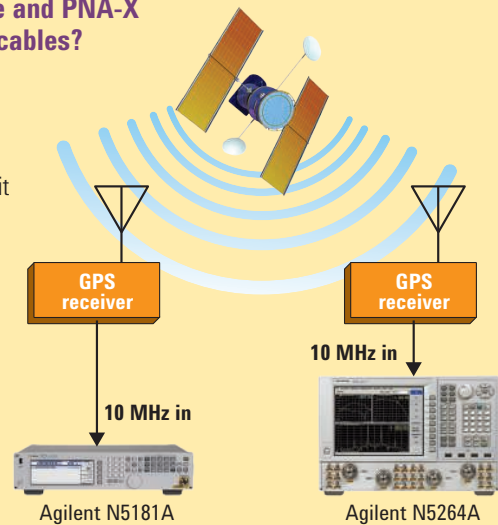 e and PNA-X
cables?
it
GPS
receiver
GPS
receiver
10 MHz in
10 MHz in
Agilent N5181A
Agilent N5264A